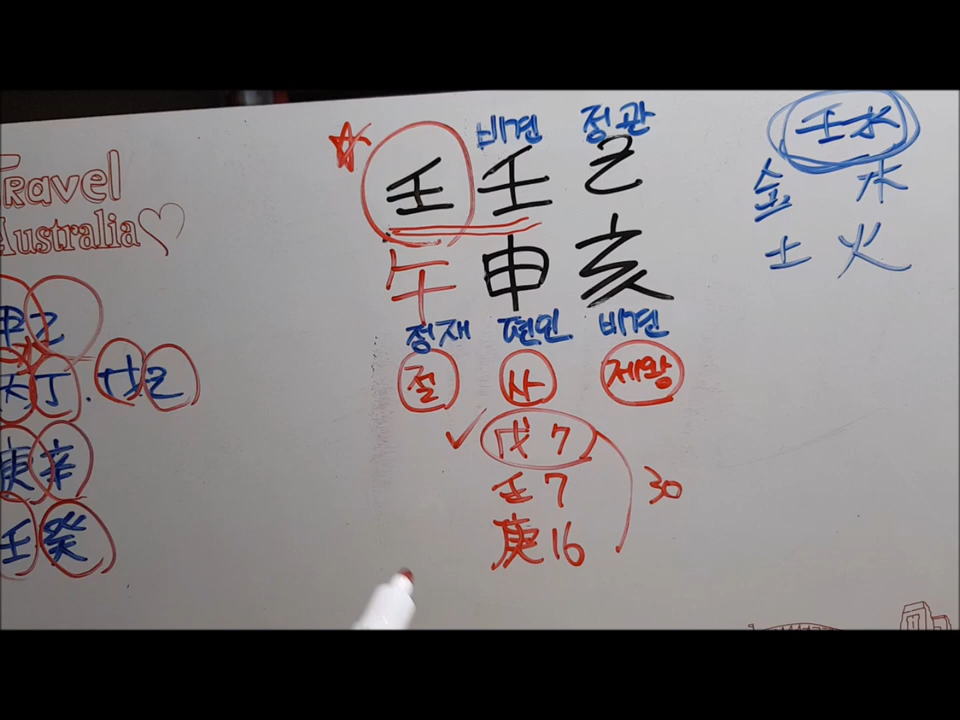 Travel
Australia
비견 정관
壬 壬 己
午 申 亥
정재 편인 비견
절 사 제왕
戊 7
壬 7
庚 16
30
壬水
金 木
土 火
甲 乙
丙 丁 . 戊 己
庚 辛
壬 癸